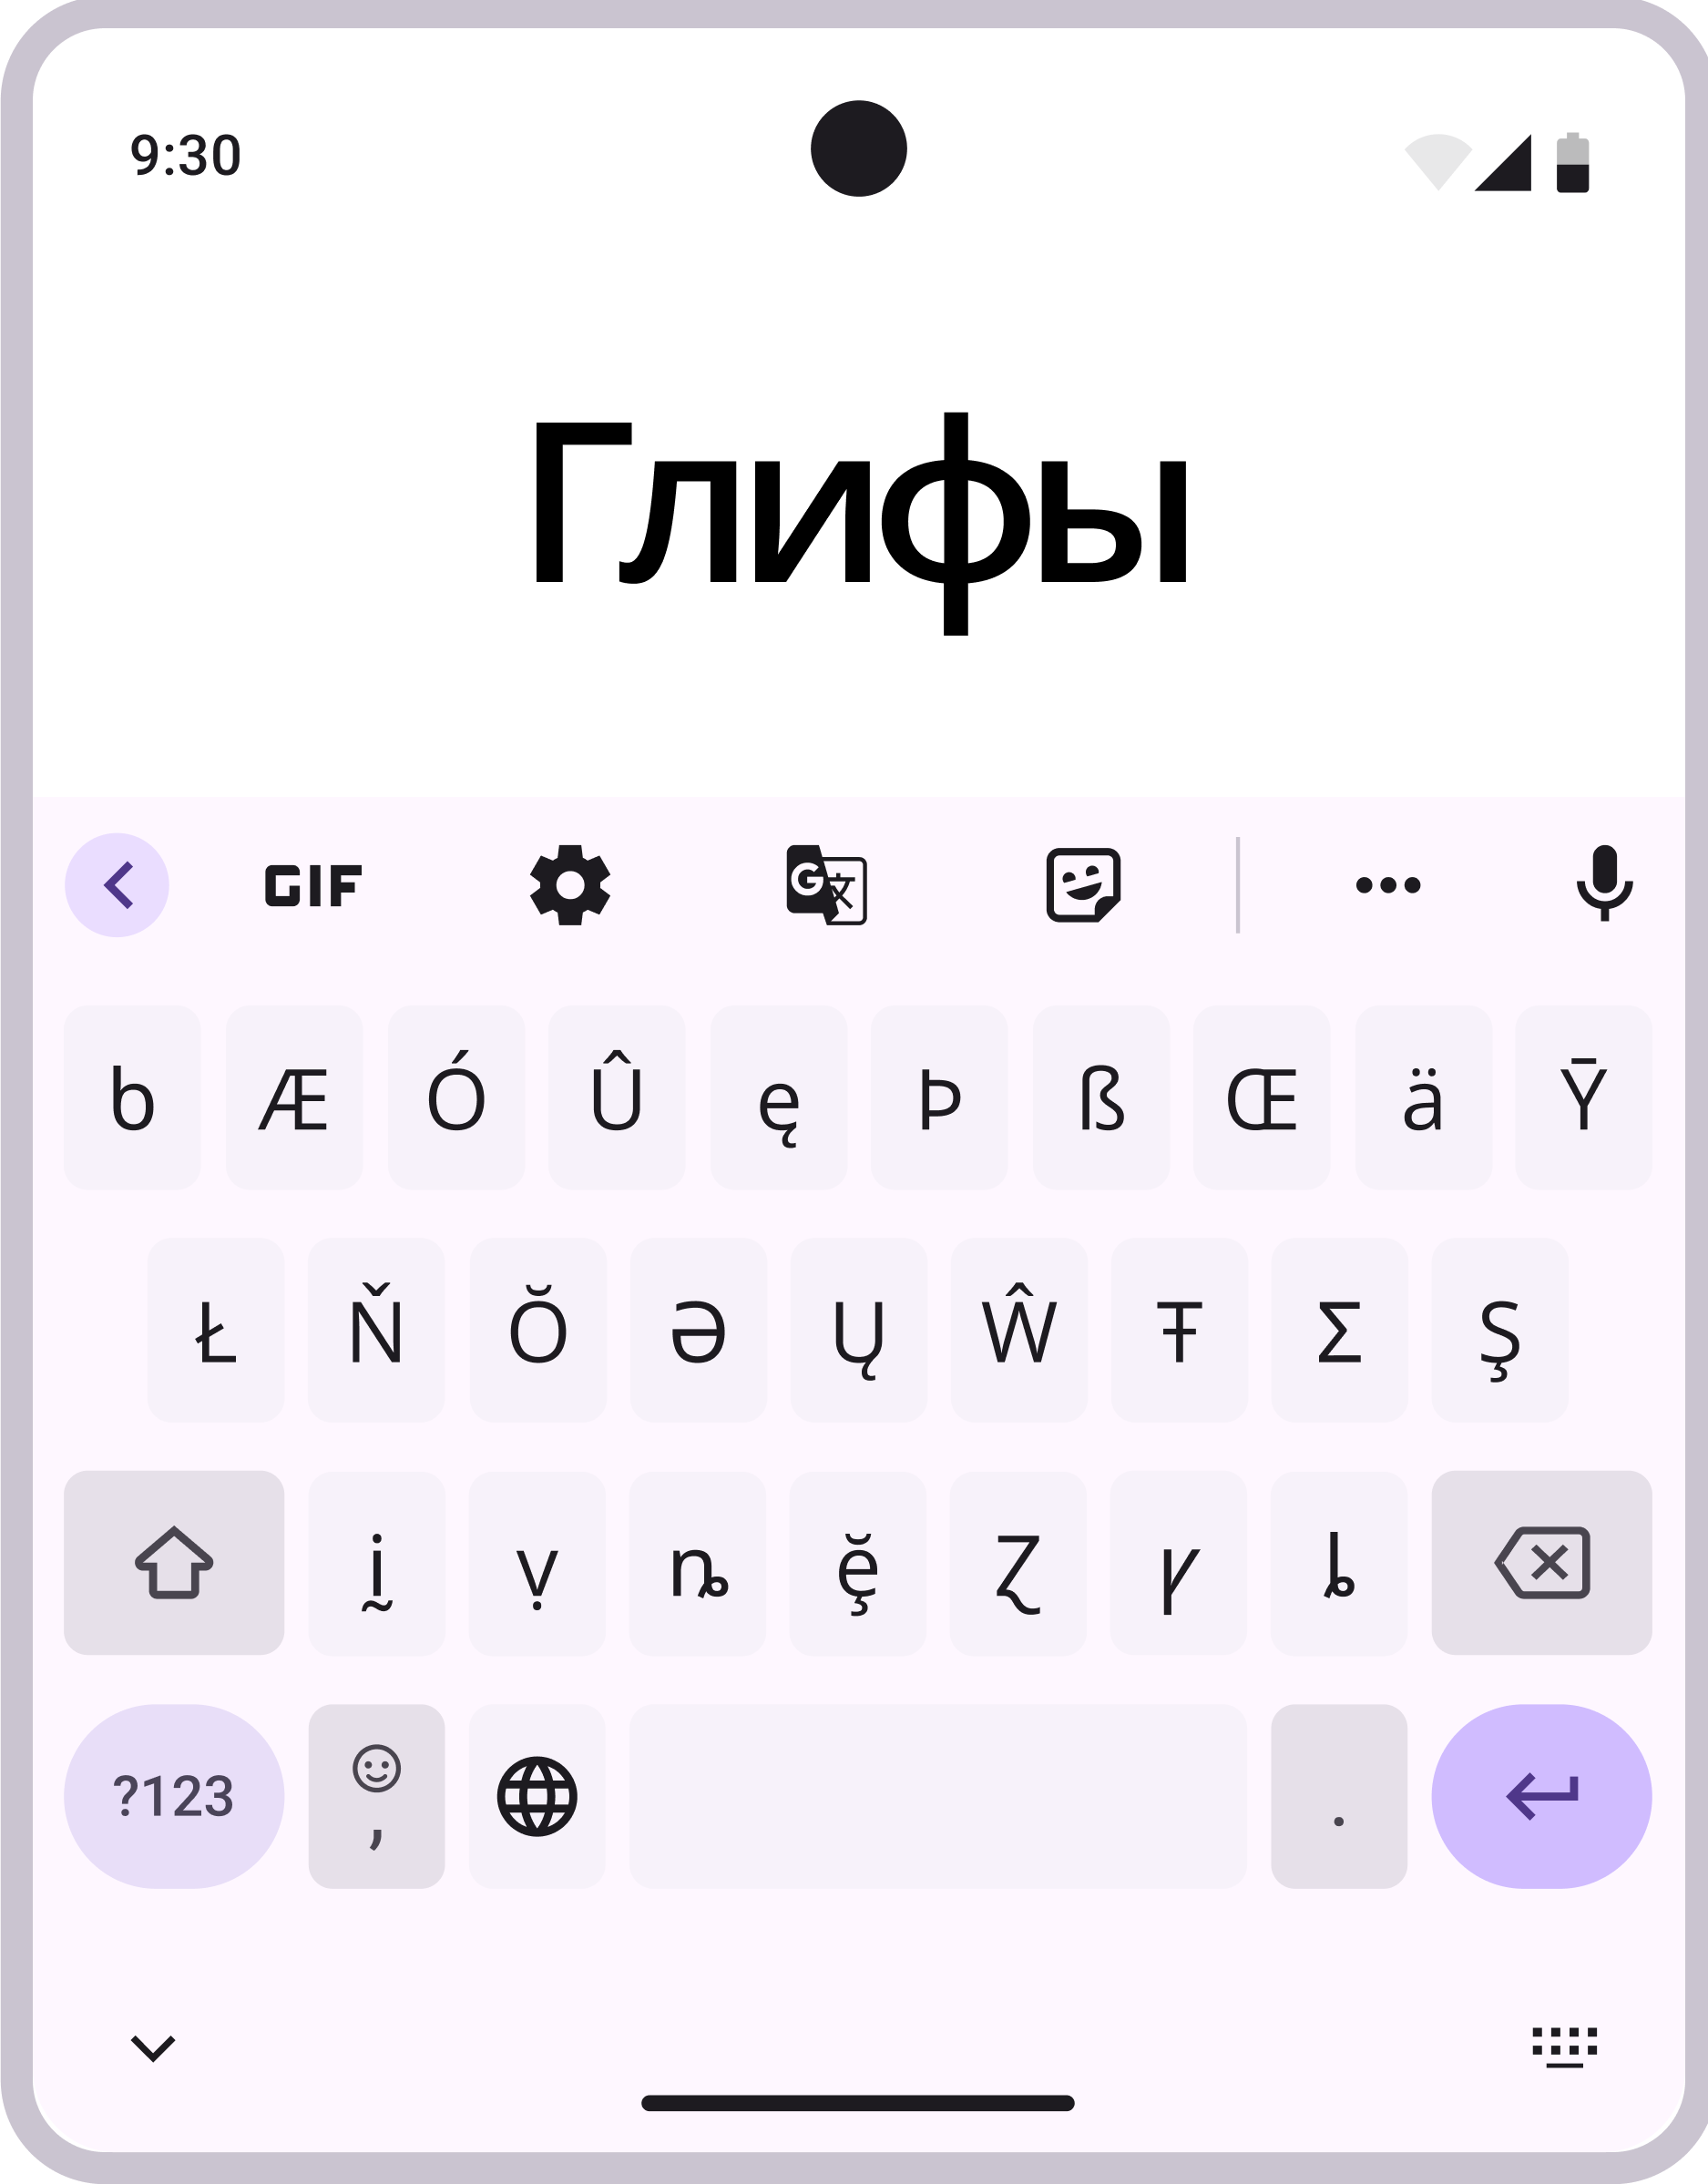 9:30
Глифы
GIF
b Æ Ó Û ę Þ ß Œ ä Ȳ
Ł Ň Ŏ Ə Ų Ŵ Ŧ Σ Ş
ḭ ṿ ȵ ḝ Ɀ ƿ ȴ
?123 , .